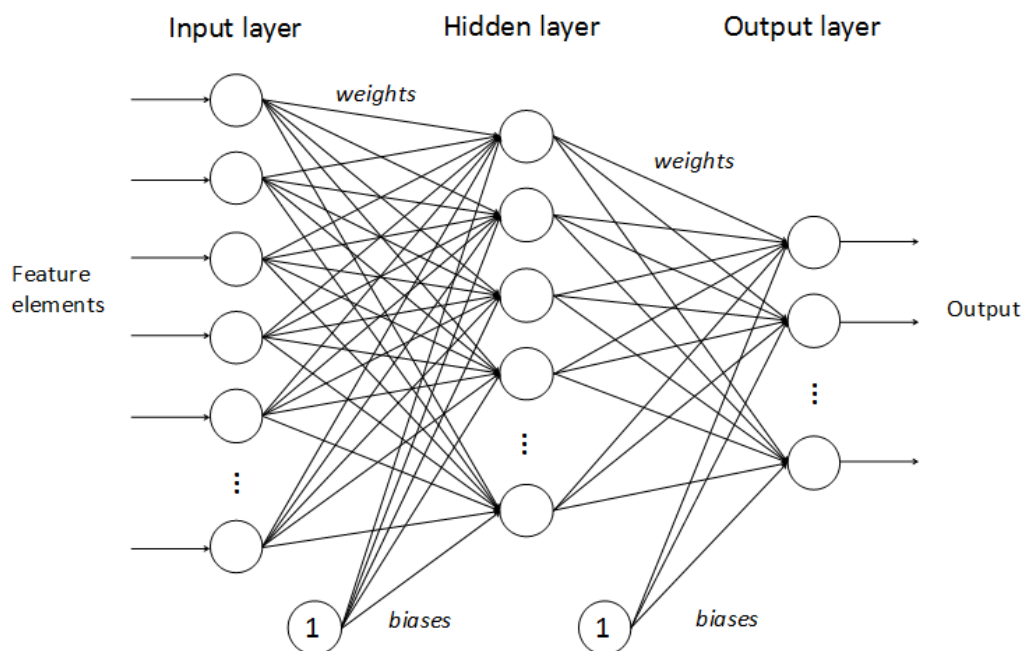 Input layer
Hidden layer
Output layer
weights
weights
Feature
elements
Output
⋮
⋮
⋮
1
biases
1
biases